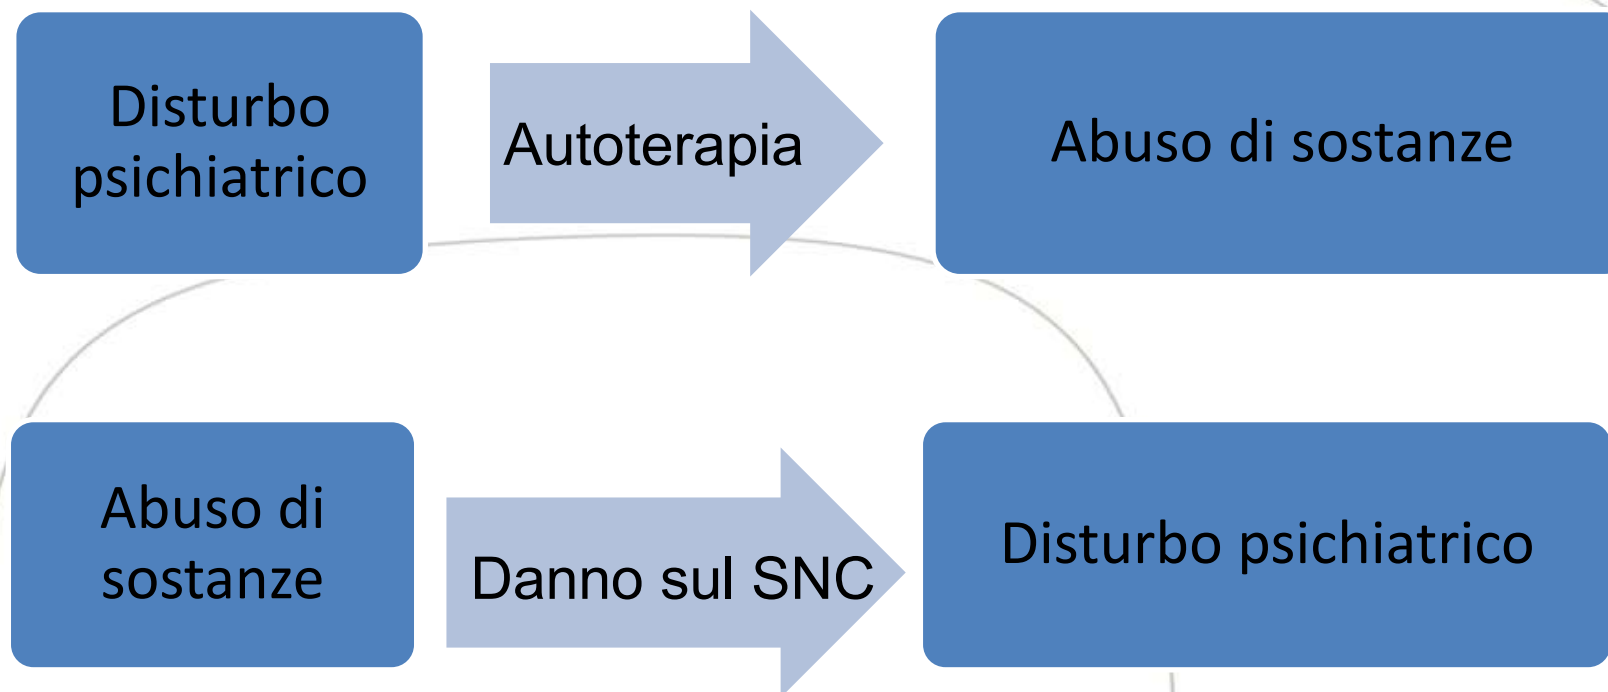 Disturbo
psichiatrico
Autoterapia
Abuso di sostanze
Abuso di
sostanze
Danno sul SNC
Disturbo psichiatrico